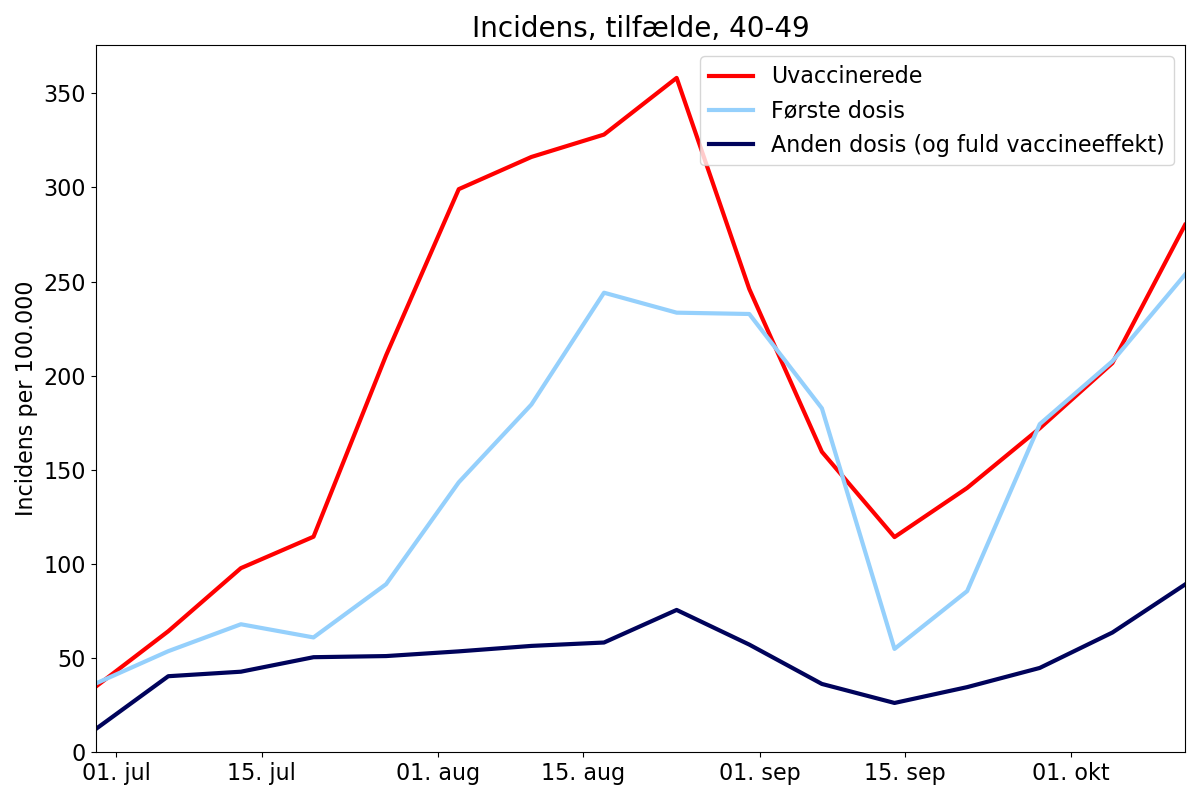 Incidens, tilfælde, 40-49
Uvaccinerede
Første dosis
Anden dosis (og fuld vaccineeffekt)
Incidens per 100.000
350
300
250
200
150
100
50
0
01. jul
15. jul
01. aug
15. aug
01. sep
15. sep
01. okt